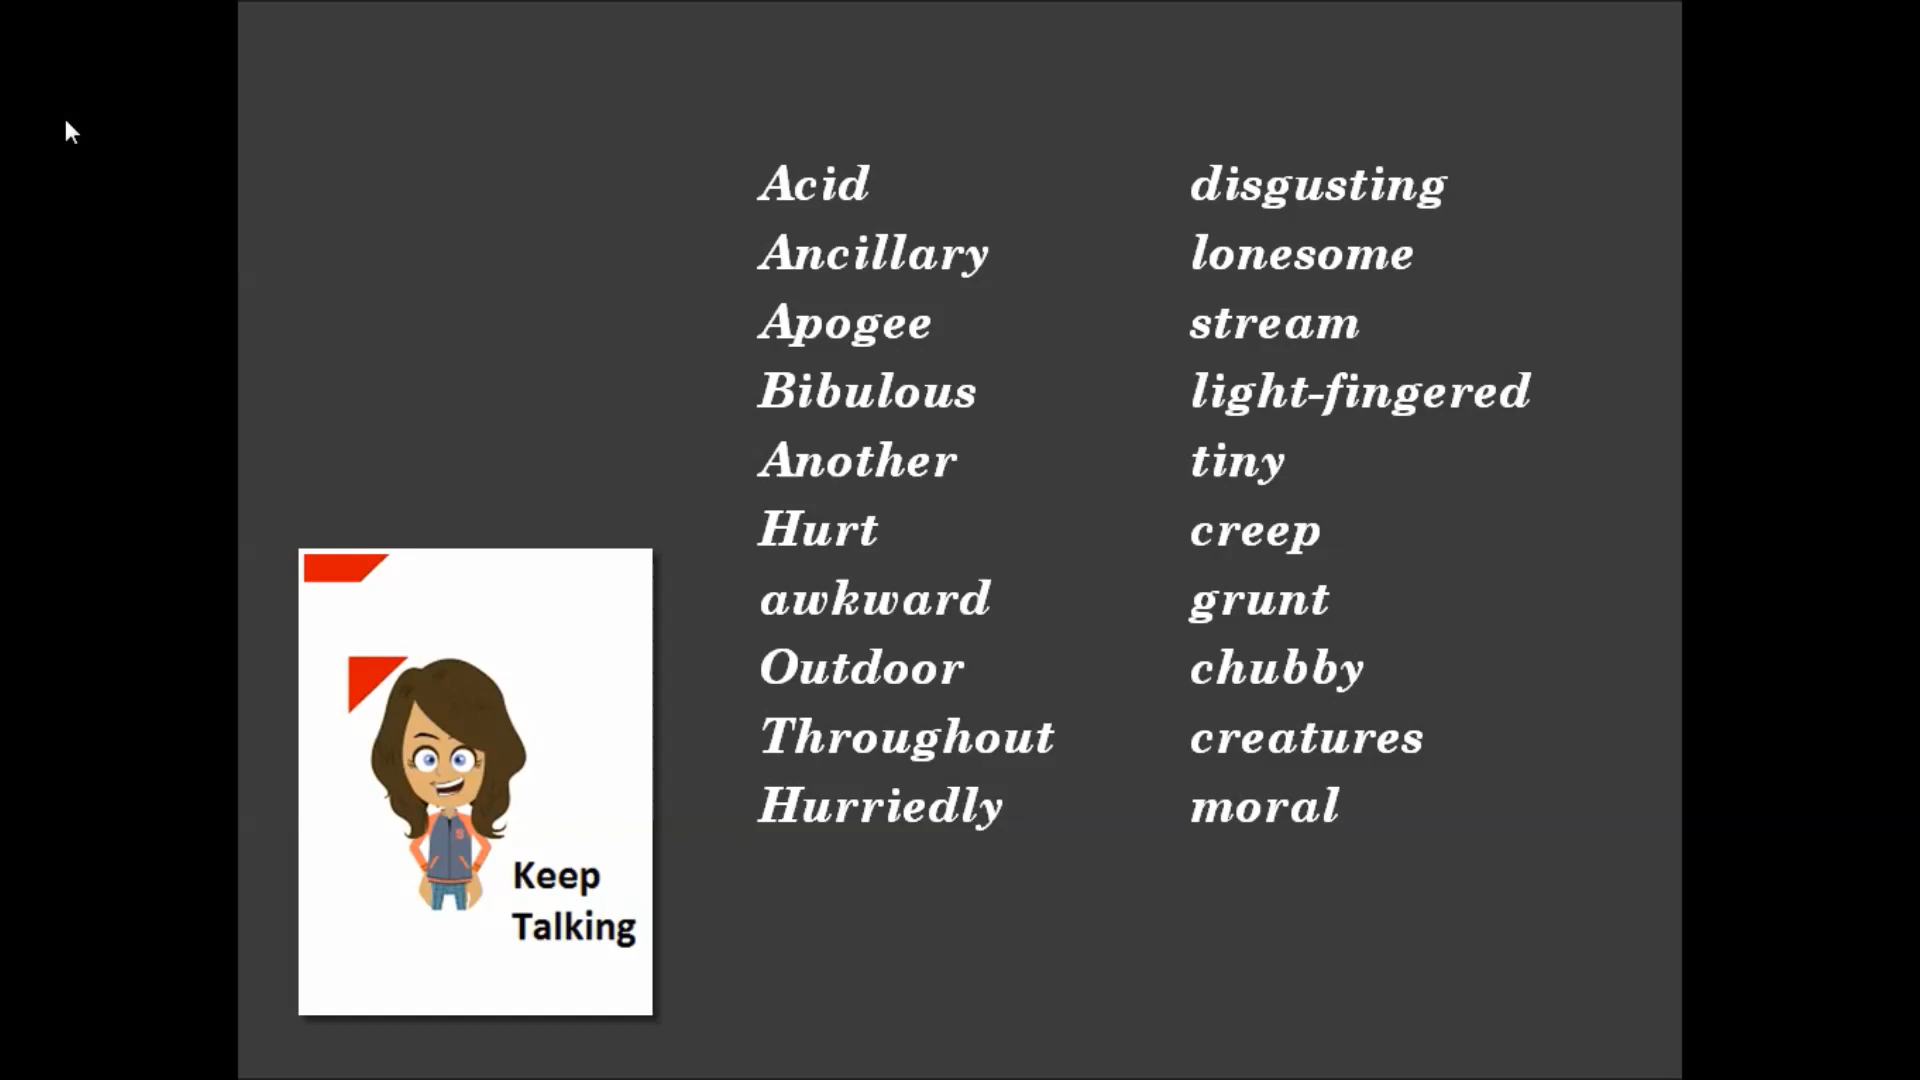 Acid
Ancillary
Apogee
Bibulous
Another
Hurt
awkward
Outdoor
Throughout
Hurriedly
disgusting
lonesome
stream
light-fingered
tiny
creep
grunt
chubby
creatures
moral
S
Keep
Talking